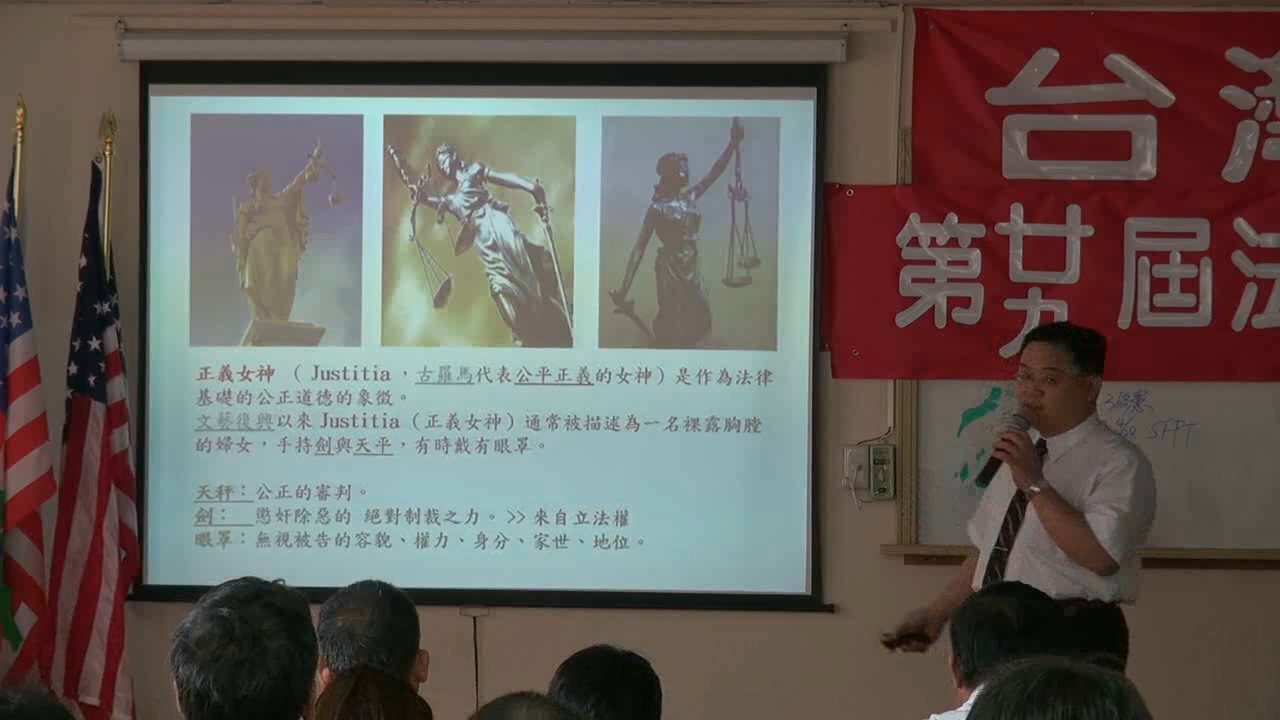 正義女神 （ Justitia ，古羅馬代表公平正義的女神）是作為法律
基礎的公正道德的象徵。
文藝復興以來Justitia（正義女神）通常被描述為一名裸露胸膛
的婦女，手持劍與天平，有時戴有眼罩。
天秤：公正的審判。
劍： 懲奸除惡的 絕對制裁之力。 >> 來自立法權
眼罩：無視被告的容貌、權力、身分、家世、地位。
台灣
第廿九屆法
SFPT